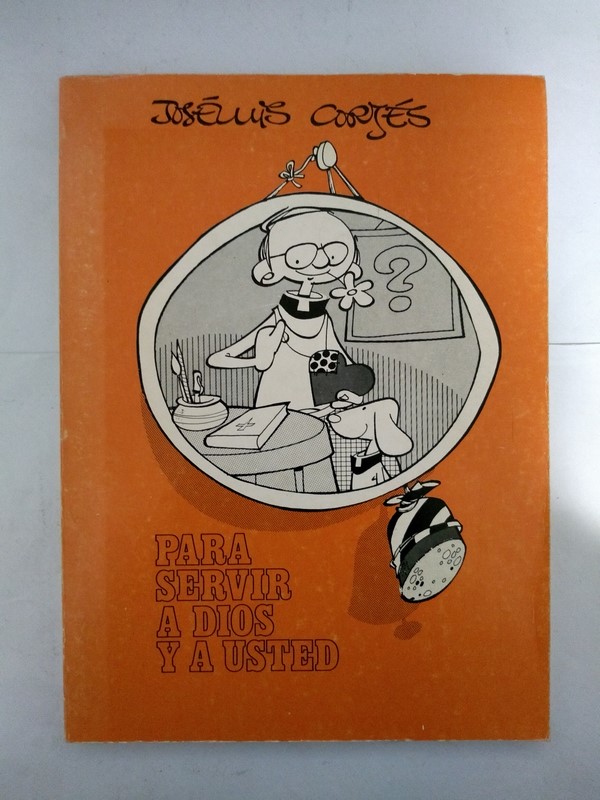 JOSÉ LUIS CORTÉS
?
PARA
SERVIR
A DIOS
Y A USTED